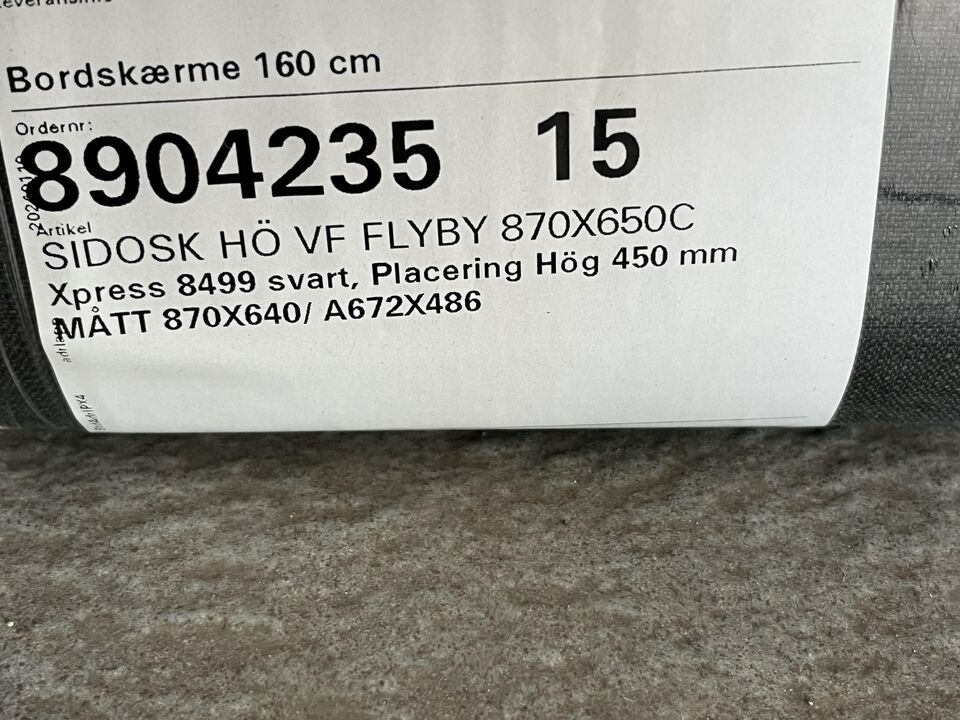 Bordskærme 160 cm
Ordernr:
8904235 15
Artikel
SIDOSK HÖ VF FLYBY 870X650C
Xpress 8499 svart, Placering Hög 450 mm
MÅTT 870X640/ A672X486